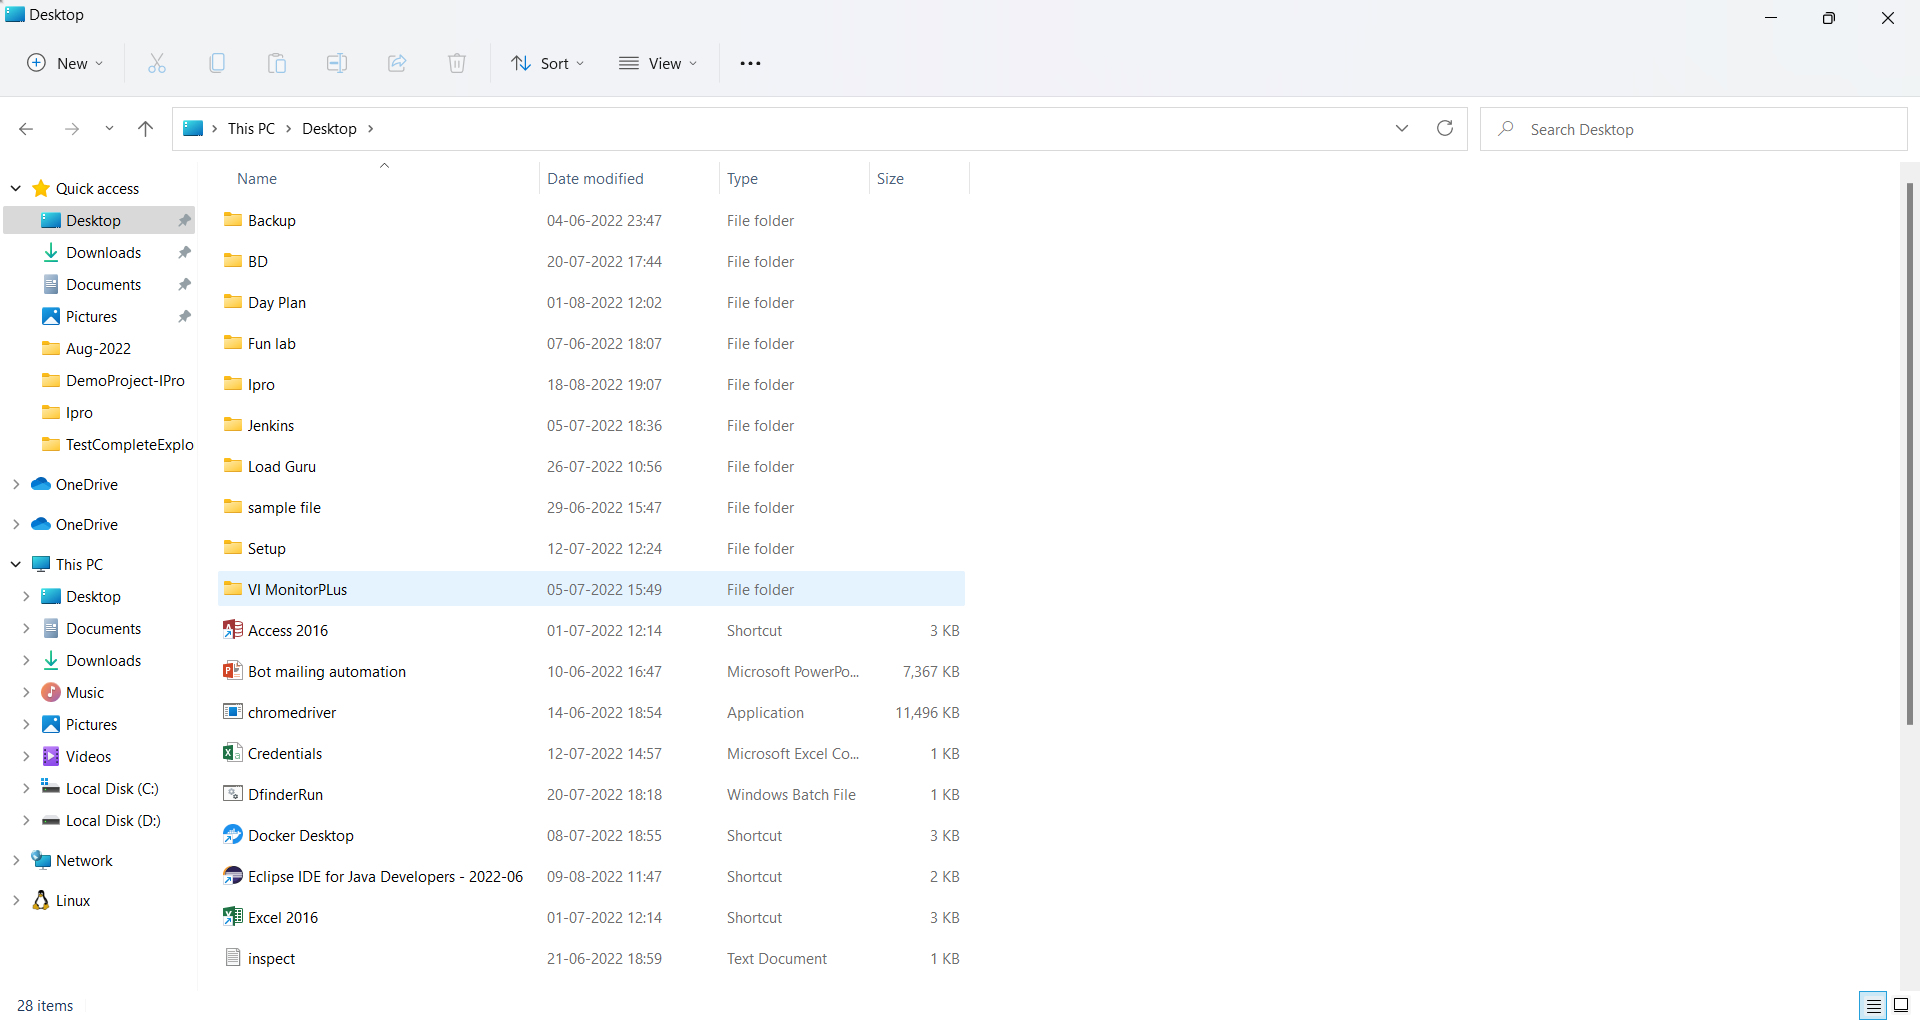 Desktop
New
Sort
View
This PC > Desktop >
Search Desktop
Name Date modified Type Size
Quick access
Desktop
Downloads
Documents
Pictures
Aug-2022
DemoProject-IPro
Ipro
TestCompleteExplo
OneDrive
OneDrive
This PC
Desktop
Documents
Downloads
Music
Pictures
Videos
Local Disk (C:)
Local Disk (D:)
Network
Linux
Backup 04-06-2022 23:47 File folder
BD 20-07-2022 17:44 File folder
Day Plan 01-08-2022 12:02 File folder
Fun lab 07-06-2022 18:07 File folder
Ipro 18-08-2022 19:07 File folder
Jenkins 05-07-2022 18:36 File folder
Load Guru 26-07-2022 10:56 File folder
sample file 29-06-2022 15:47 File folder
Setup 12-07-2022 12:24 File folder
VI MonitorPLus 05-07-2022 15:49 File folder
Access 2016 01-07-2022 12:14 Shortcut 3 KB
Bot mailing automation 10-06-2022 16:47 Microsoft PowerPo... 7,367 KB
chromedriver 14-06-2022 18:54 Application 11,496 KB
Credentials 12-07-2022 14:57 Microsoft Excel Co... 1 KB
DfinderRun 20-07-2022 18:18 Windows Batch File 1 KB
Docker Desktop 08-07-2022 18:55 Shortcut 3 KB
Eclipse IDE for Java Developers - 2022-06 09-08-2022 11:47 Shortcut 2 KB
Excel 2016 01-07-2022 12:14 Shortcut 3 KB
inspect 21-06-2022 18:59 Text Document 1 KB
28 items